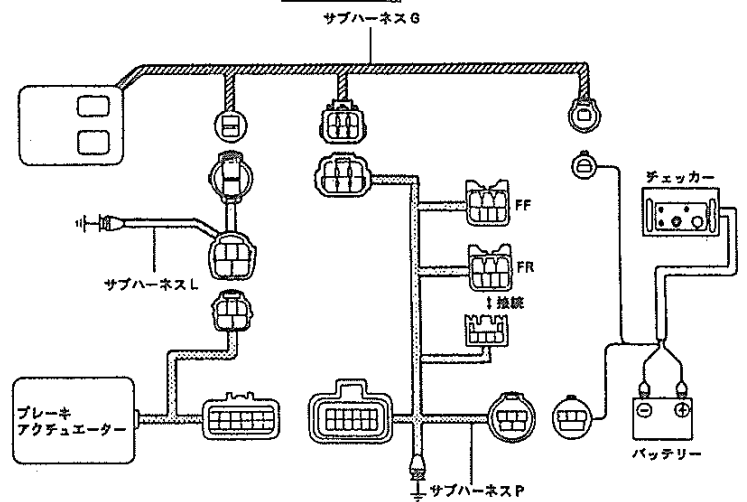 サブハーネスG
チェッカー
FF
FR
サブハーネスL
接続
ブレーキ
アクチュエーター
バッテリー
サブハーネスP